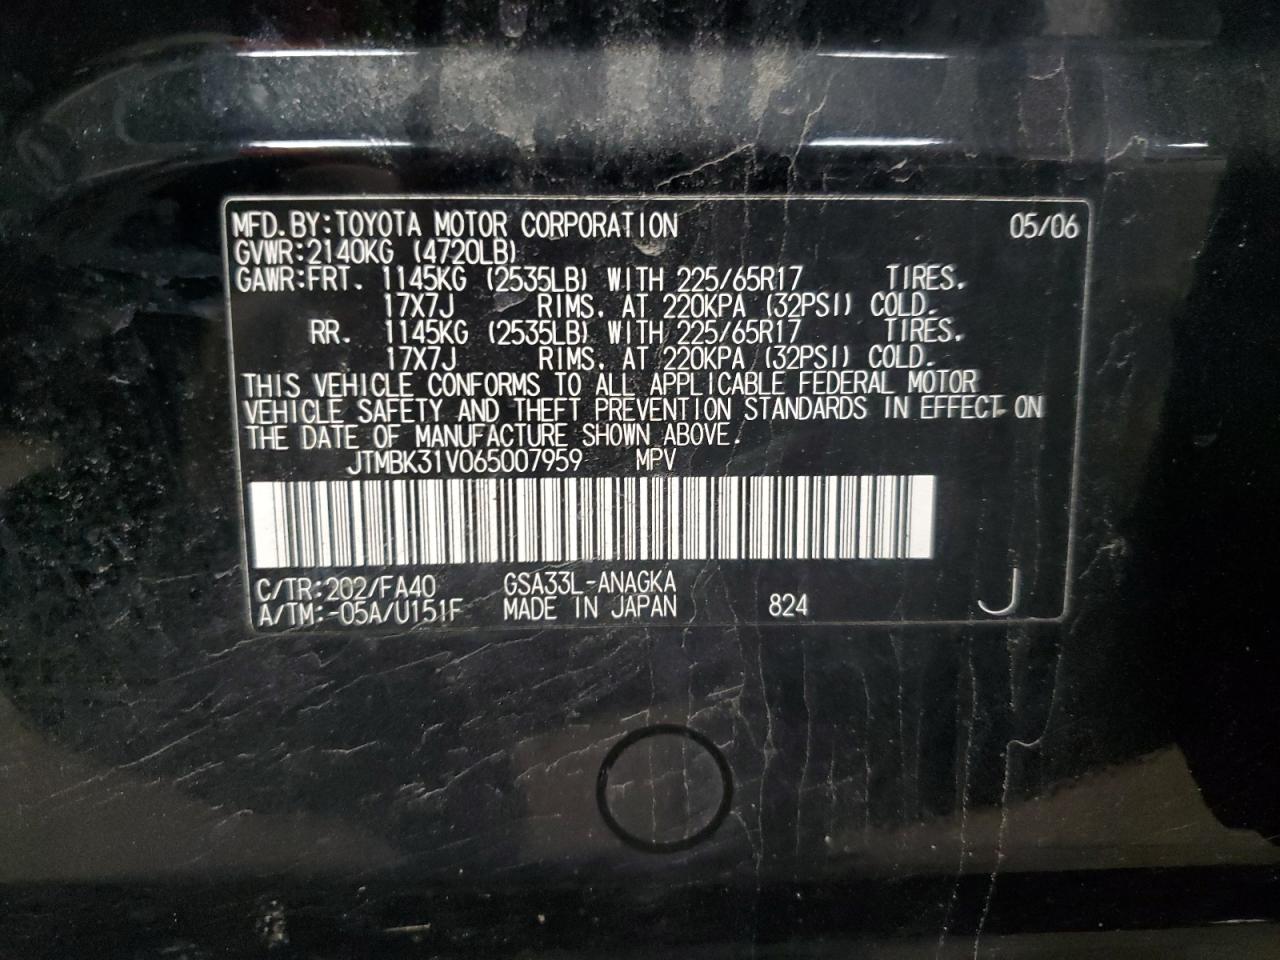 MFD.BY:TOYOTA MOTOR CORPORATION 05/06
GVWR:2140KG (4720LB)
GAWR:FRT. 1145KG (2535LB) WITH 225/65R17 TIRES.
17X7J RIMS. AT 220KPA (32PSI) COLD.
RR. 1145KG (2535LB) WITH 225/65R17 TIRES.
17X7J RIMS. AT 220KPA (32PSI) COLD.
THIS VEHICLE CONFORMS TO ALL APPLICABLE FEDERAL MOTOR
VEHICLE SAFETY AND THEFT PREVENTION STANDARDS IN EFFECT ON
THE DATE OF MANUFACTURE SHOWN ABOVE.
JTMBK31V065007959 MPV
C/TR:202/FA40 GSA33L-ANAGKA
A/TM:-05A/U151F MADE IN JAPAN 824 J